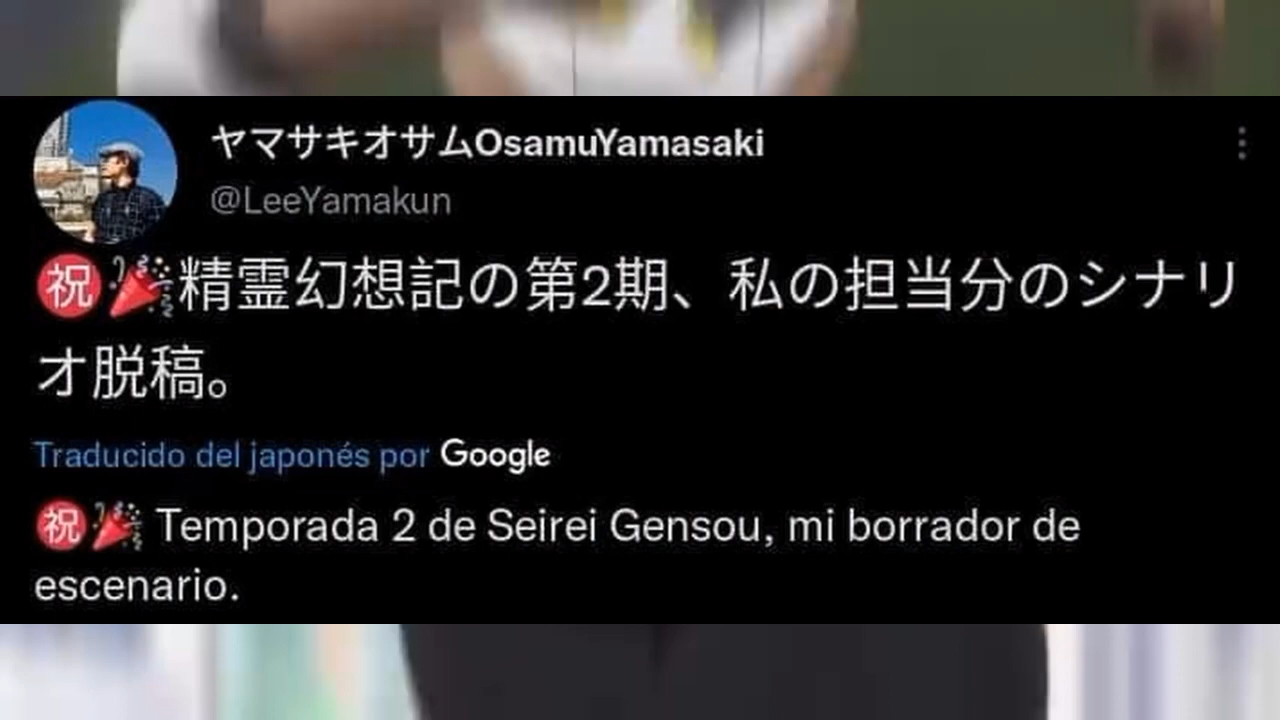 ヤマサキオサムOsamuYamasaki
@LeeYamakun
㊗🎉精霊幻想記の第2期、私の担当分のシナリ
オ脱稿。
Traducido del japonés por Google
㊗🎉 Temporada 2 de Seirei Gensou, mi borrador de
escenario.